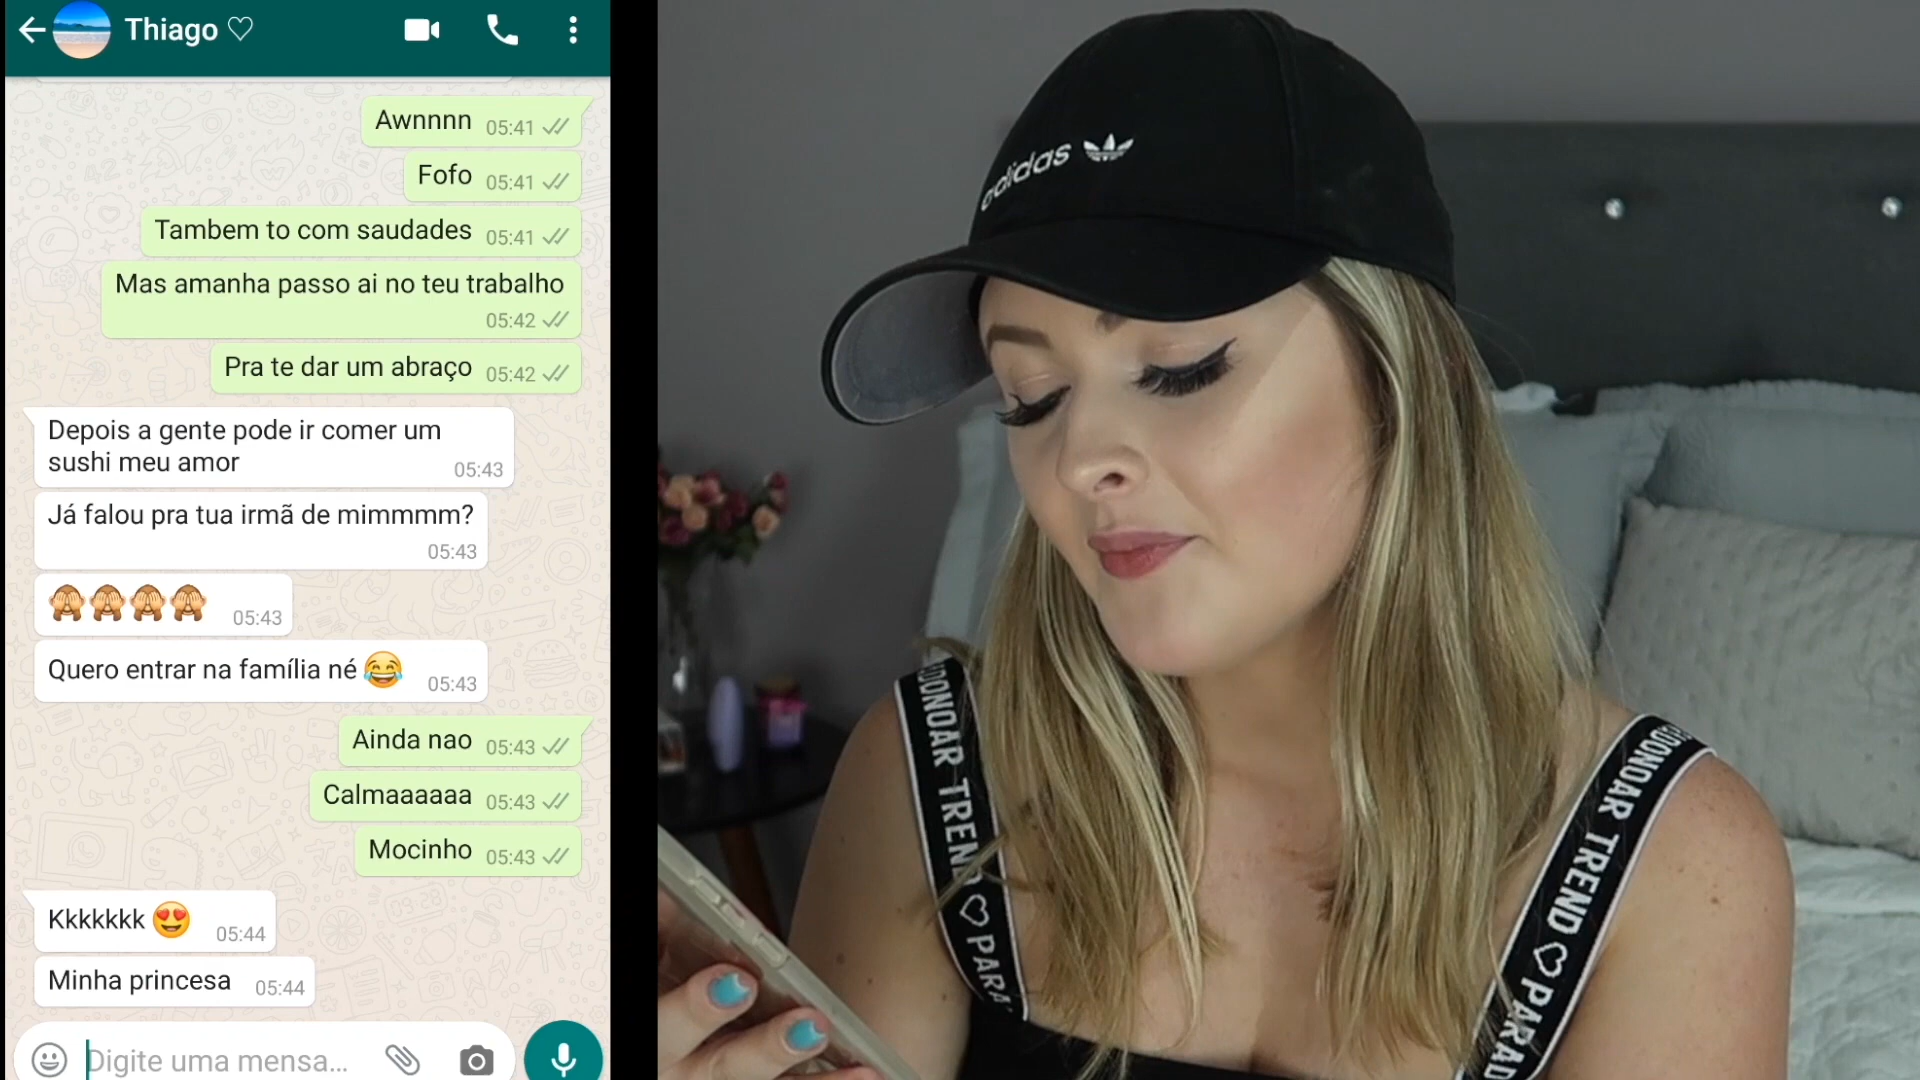 Thiago ♡
Awnnnn 05:41
Fofo 05:41
Tambem to com saudades 05:41
Mas amanha passo ai no teu trabalho
05:42
Pra te dar um abraço 05:42
Depois a gente pode ir comer um
sushi meu amor 05:43
Já falou pra tua irmã de mimmmm?
05:43
🙈🙈🙈🙈 05:43
Quero entrar na família né 😂 05:43
Ainda nao 05:43
Calmaaaaaa 05:43
Mocinho 05:43
Kkkkkkk 😍 05:44
Minha princesa 05:44
Digite uma mensa...
adidas
DONOAR TREND ♡ PARA
DONOAR TREND ♡ PARAD